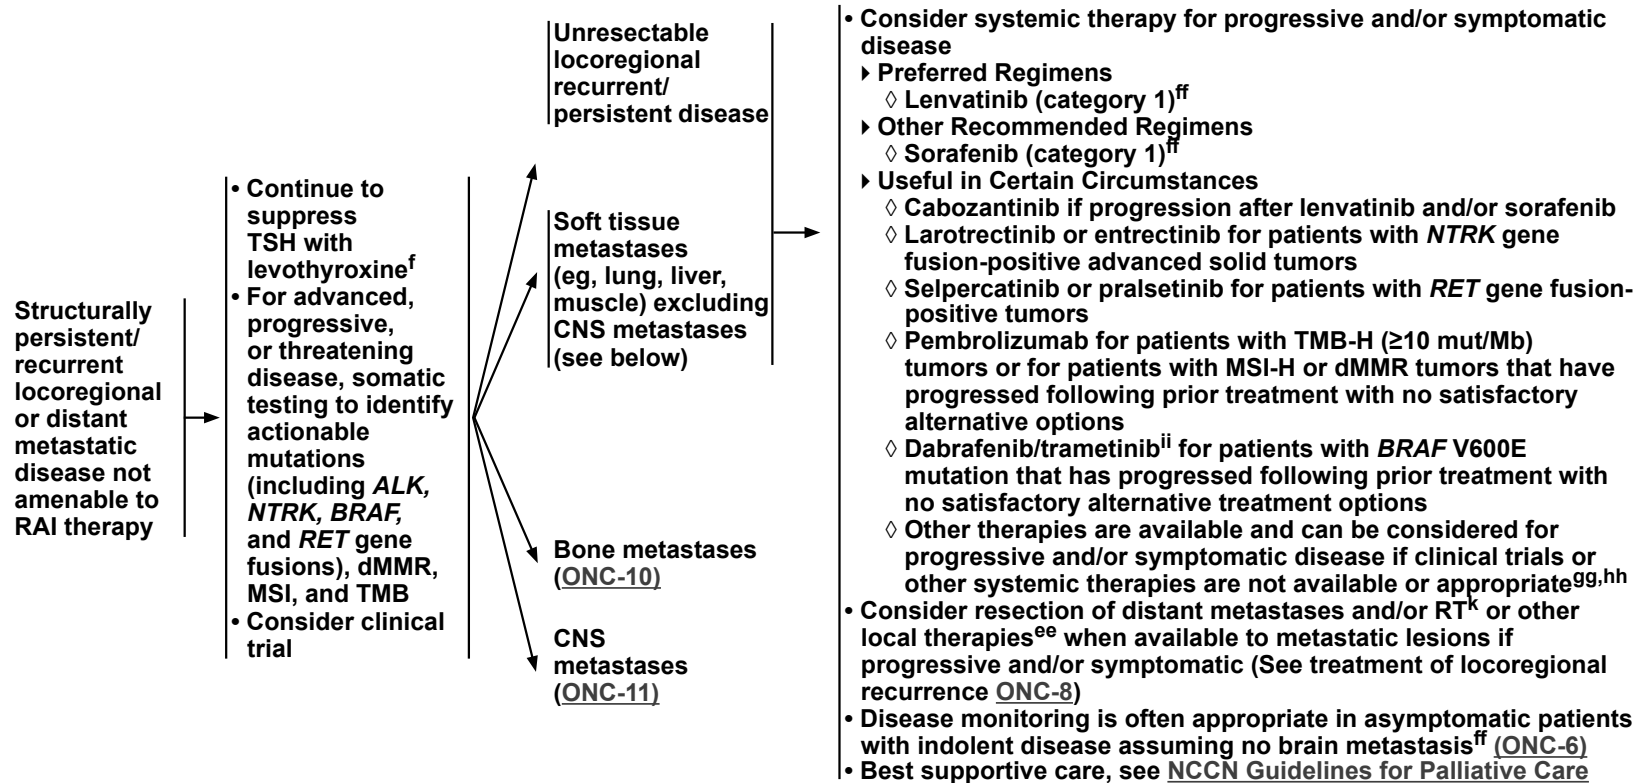 Structurally
persistent/
recurrent
locoregional
or distant
metastatic
disease not
amenable to
RAI therapy
• Continue to
suppress
TSH with
levothyroxinef
• For advanced,
progressive,
or threatening
disease, somatic
testing to identify
actionable
mutations
(including ALK,
NTRK, BRAF,
and RET gene
fusions), dMMR,
MSI, and TMB
• Consider clinical
trial
Unresectable
locoregional
recurrent/
persistent disease
Soft tissue
metastases
(eg, lung, liver,
muscle) excluding
CNS metastases
(see below)
Bone metastases
(ONC-10)
CNS
metastases
(ONC-11)
• Consider systemic therapy for progressive and/or symptomatic
disease
▸ Preferred Regimens
◊ Lenvatinib (category 1)ff
▸ Other Recommended Regimens
◊ Sorafenib (category 1)ff
▸ Useful in Certain Circumstances
◊ Cabozantinib if progression after lenvatinib and/or sorafenib
◊ Larotrectinib or entrectinib for patients with NTRK gene
fusion-positive advanced solid tumors
◊ Selpercatinib or pralsetinib for patients with RET gene fusion-
positive tumors
◊ Pembrolizumab for patients with TMB-H (≥10 mut/Mb)
tumors or for patients with MSI-H or dMMR tumors that have
progressed following prior treatment with no satisfactory
alternative options
◊ Dabrafenib/trametinibii for patients with BRAF V600E
mutation that has progressed following prior treatment with
no satisfactory alternative treatment options
◊ Other therapies are available and can be considered for
progressive and/or symptomatic disease if clinical trials or
other systemic therapies are not available or appropriategg,hh
• Consider resection of distant metastases and/or RTk or other
local therapiesee when available to metastatic lesions if
progressive and/or symptomatic (See treatment of locoregional
recurrence ONC-8)
• Disease monitoring is often appropriate in asymptomatic patients
with indolent disease assuming no brain metastasisff (ONC-6)
• Best supportive care, see NCCN Guidelines for Palliative Care